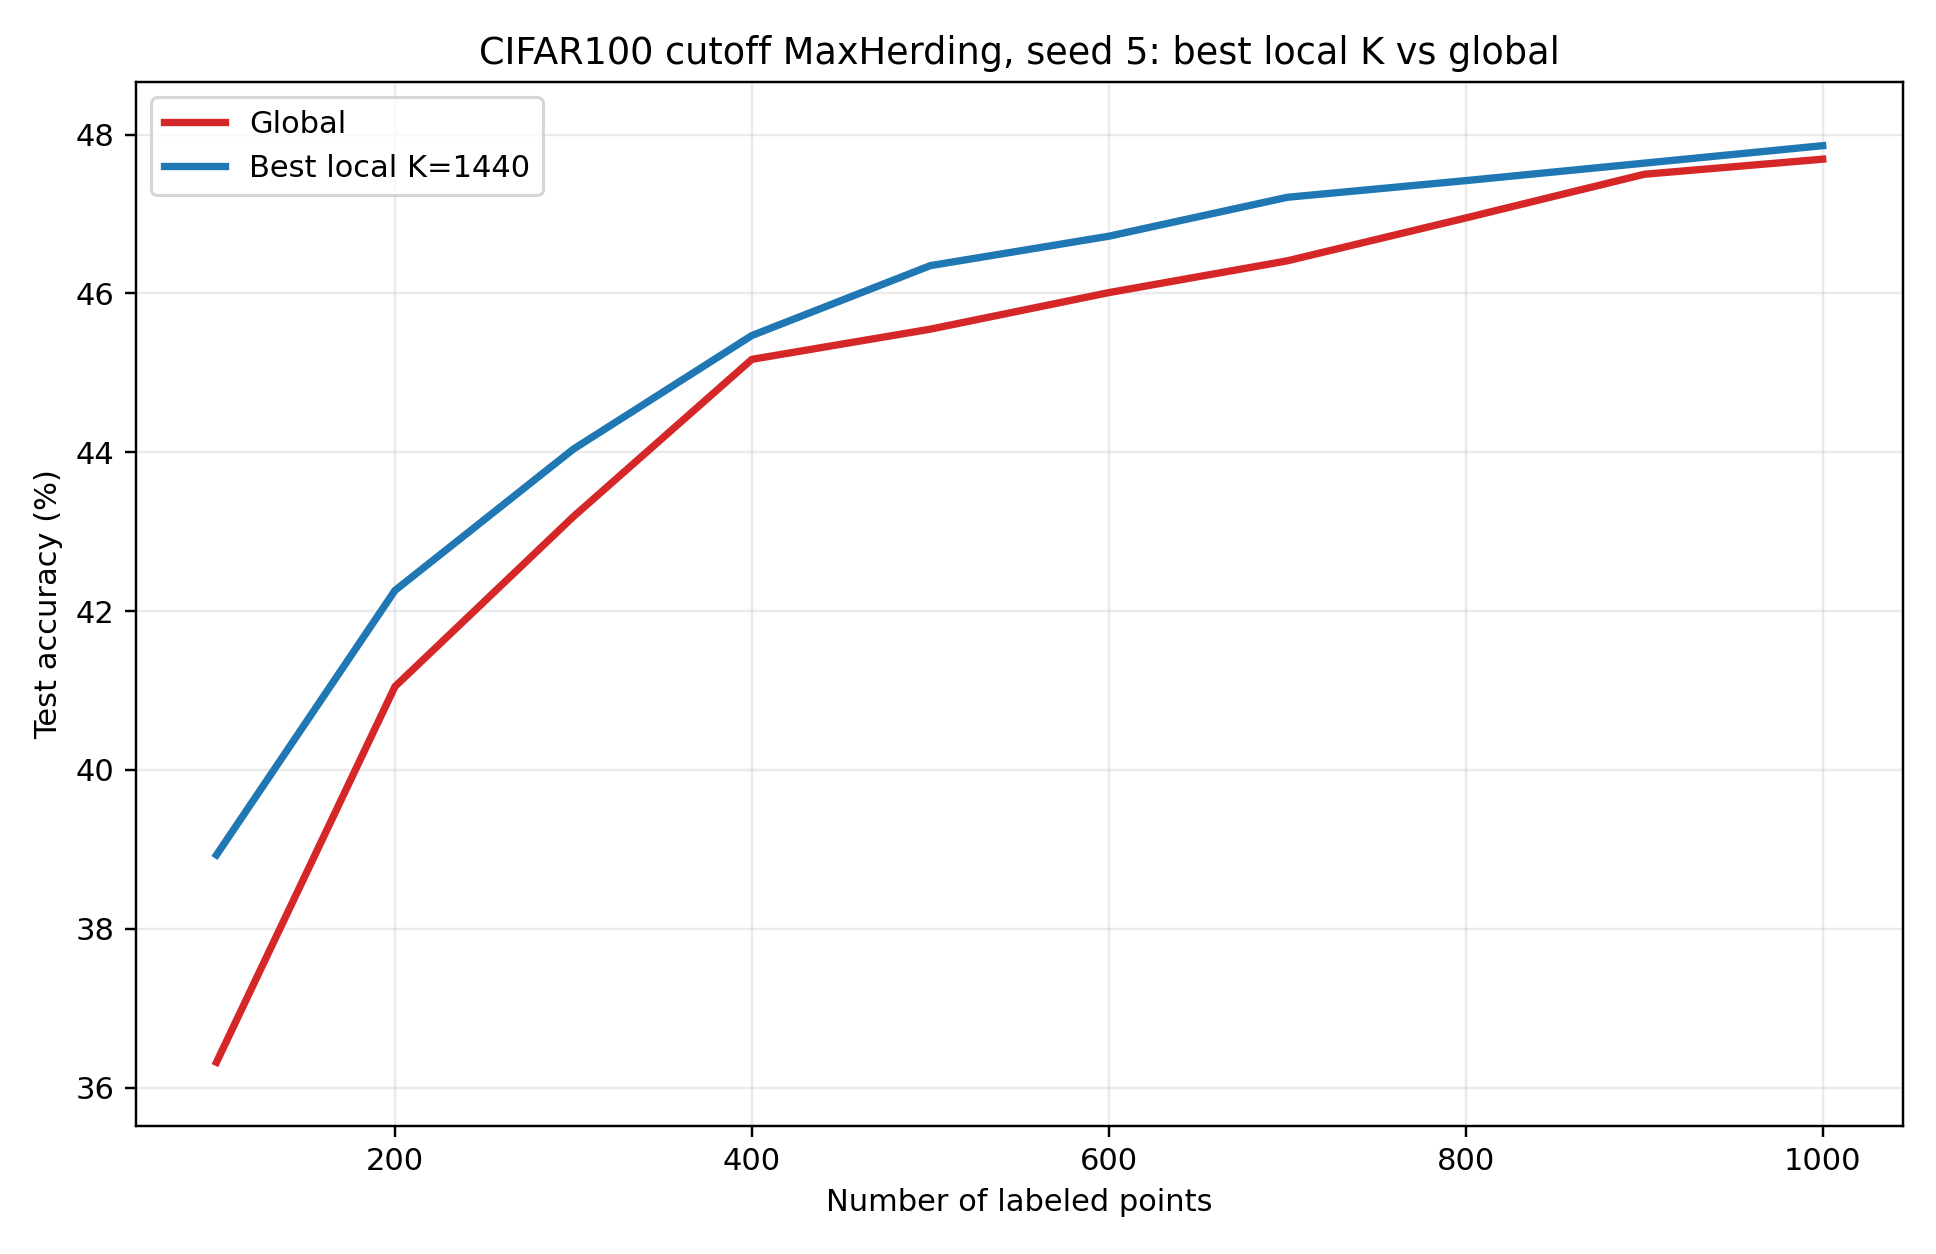 CIFAR100 cutoff MaxHerding, seed 5: best local K vs global
Global
Best local K=1440
48
46
44
42
40
38
36
Test accuracy (%)
200
400
600
800
1000
Number of labeled points